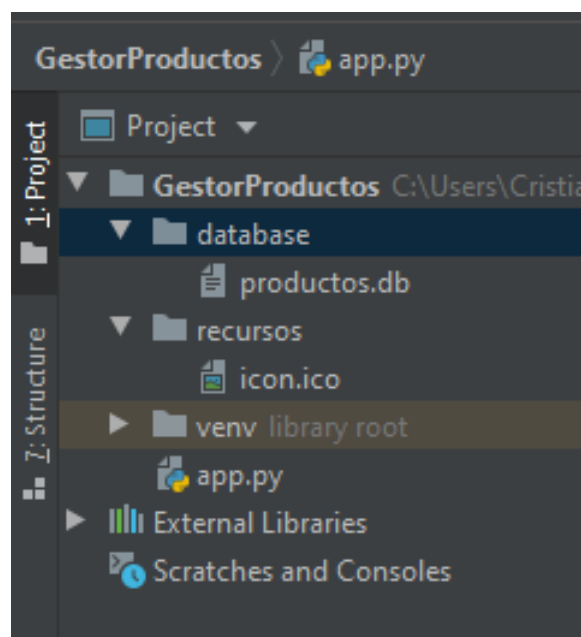 GestorProductos 〉 app.py
1: Project
Project
GestorProductos C:\Users\Cristia
database
productos.db
recursos
icon.ico
venv library root
7: Structure
app.py
External Libraries
Scratches and Consoles